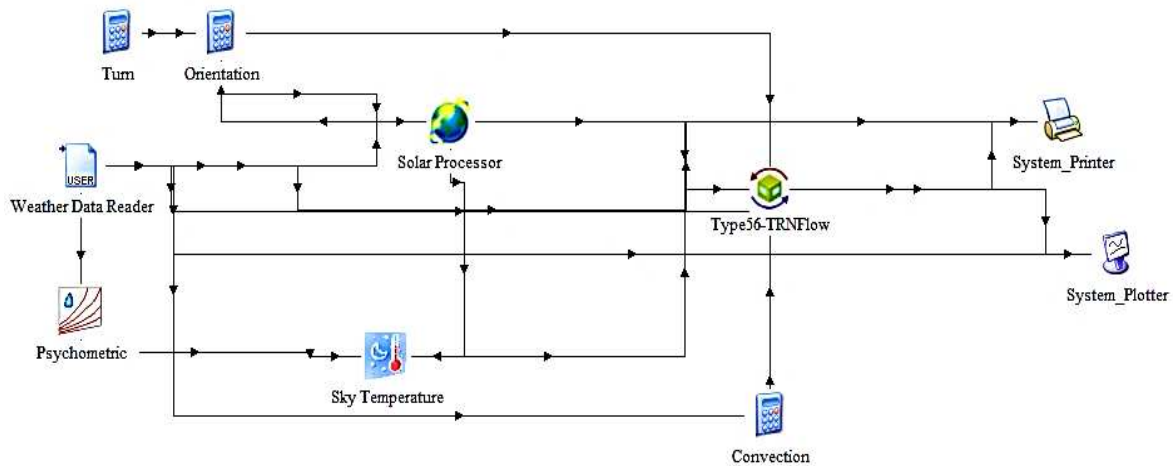 Turn
Orientation
Solar Processor
System_Printer
USER
Weather Data Reader
Type56-TRNFlow
System_Plotter
Psychometric
Sky Temperature
Convection